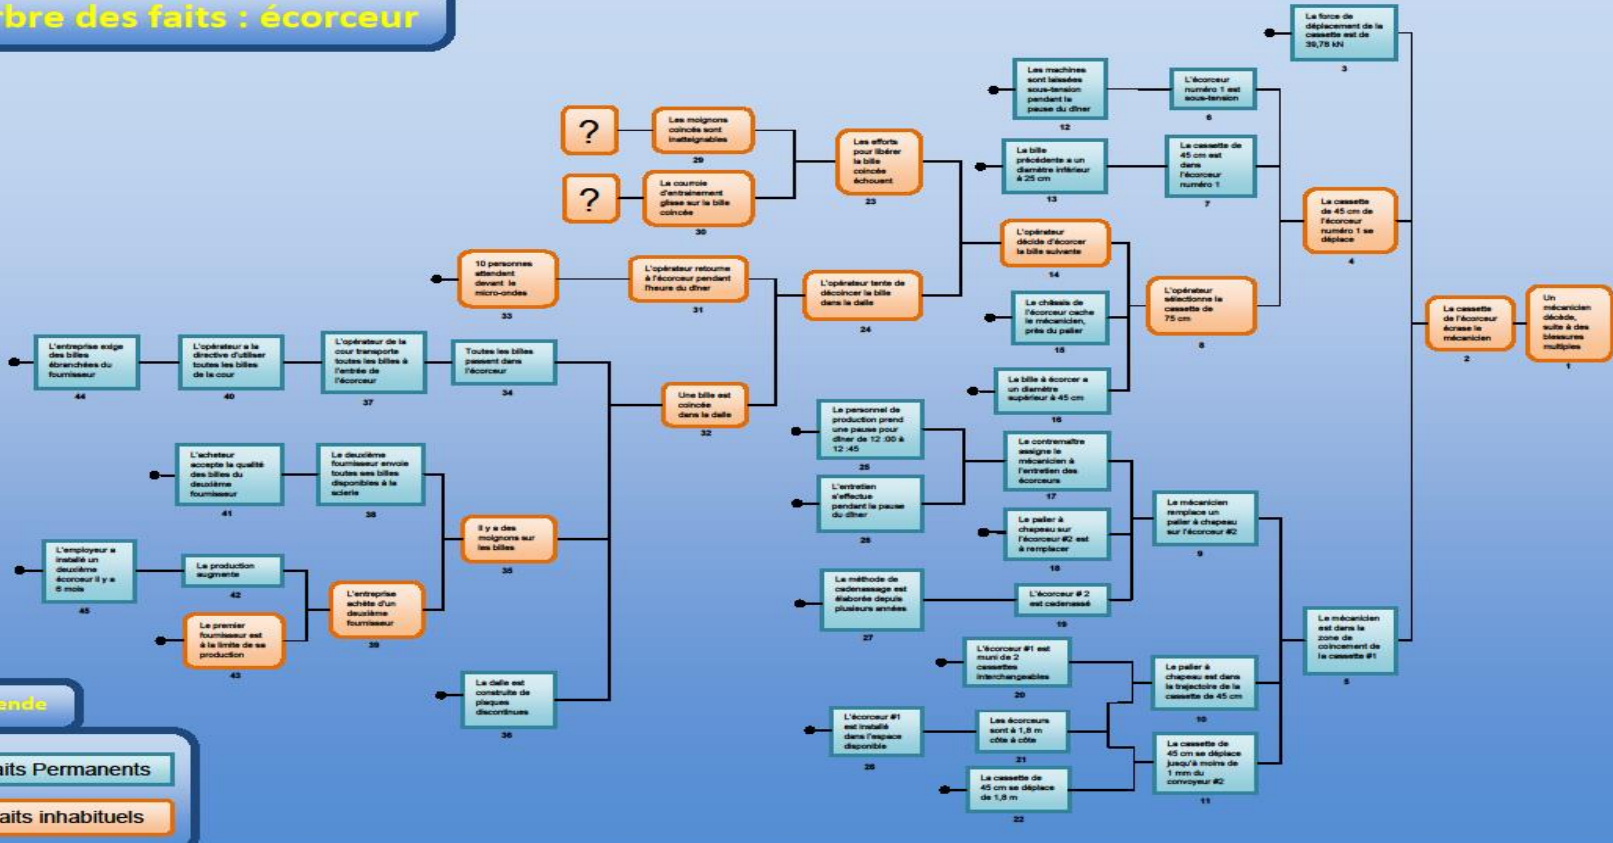 bre des faits : écorceur
La force de
déplacement de la
cassette est de
39,78 kN
3
Les machines
sont laissées
sous-tension
pendant la
pause du dîner
12
L'écorceur
numéro 1 est
sous-tension
6
La bille
précédente a un
diamètre inférieur
à 25 cm
13
La cassette de
45 cm est
dans
l'écorceur
numéro 1
7
La cassette
de 45 cm de
l'écorceur
numéro 1 se
déplace
4
?
Les moignons
coincés sont
inatteignables
29
?
La courroie
d'entraînement
glisse sur la bille
coincée
30
Les efforts
pour libérer
la bille
coincée
échouent
23
L'opérateur
décide d'écorcer
la bille suivante
14
10 personnes
attendent
devant le
micro-ondes
33
L'opérateur retourne
à l'écorceur pendant
l'heure du dîner
31
L'opérateur tente de
décoincer la bille
dans la dalle
24
Le châssis de
l'écorceur cache
le mécanicien,
près du palier
15
L'opérateur
sélectionne la
cassette de
75 cm
8
La cassette
de l'écorceur
écrase le
mécanicien
2
Un
mécanicien
décède,
suite à des
blessures
multiples
1
L'entreprise exige
des billes
ébranchées du
fournisseur
44
L'opérateur a la
directive d'utiliser
toutes les billes
de la cour
40
L'opérateur de la
cour transporte
toutes les billes à
l'entrée de
l'écorceur
37
Toutes les billes
passent dans
l'écorceur
34
Une bille est
coincée
dans la dalle
32
La bille à écorcer a
un diamètre
supérieur à 45 cm
16
Le personnel de
production prend
une pause pour
dîner de 12 :00 à
12 :45
25
Le contremaître
assigne le
mécanicien à
l'entretien des
écorceurs
17
L'acheteur
accepte la qualité
des billes du
deuxième
fournisseur
41
Le deuxième
fournisseur envoie
toutes ses billes
disponibles à la
scierie
38
L'entretien
s'effectue
pendant la pause
du dîner
Le palier à
chapeau sur
l'écorceur #2 est
à remplacer
18
Le mécanicien
remplace un
palier à chapeau
sur l'écorceur #2
9
Il y a des
moignons sur
les billes
35
L'employeur a
installé un
deuxième
écorceur il y a
6 mois
45
La production
augmente
42
L'entreprise
achète d'un
deuxième
fournisseur
39
Le premier
fournisseur est
à la limite de sa
production
43
La méthode de
cadenassage est
élaborée depuis
plusieurs années
27
L'écorceur # 2
est cadenassé
19
Le mécanicien
est dans la
zone de
coincement de
la cassette #1
5
L'écorceur #1 est
muni de 2
cassettes
interchangeables
20
Le palier à
chapeau est dans
la trajectoire de la
cassette de 45 cm
10
La dalle est
construite de
plaques
discontinues
36
L'écorceur #1
est installé
dans l'espace
disponible
Les écorceurs
sont à 1,8 m
côte à côte
21
La cassette de
45 cm se déplace
jusqu'à moins de
1 mm du
convoyeur #2
11
La cassette de
45 cm se déplace
de 1,8 m
22
ende
aits Permanents
aits inhabituels